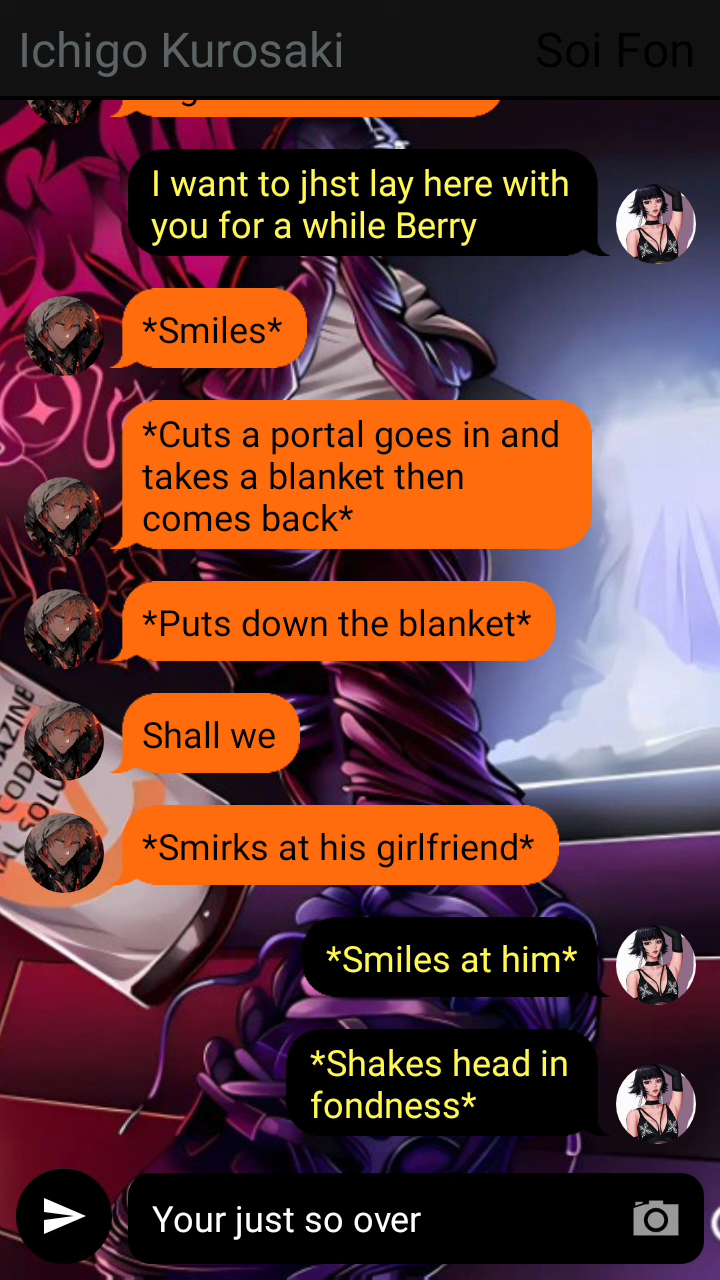 Ichigo Kurosaki
Soi Fon
I want to jhst lay here with
you for a while Berry
*Smiles*
*Cuts a portal goes in and
takes a blanket then
comes back*
*Puts down the blanket*
Shall we
*Smirks at his girlfriend*
*Smiles at him*
*Shakes head in
fondness*
Your just so over